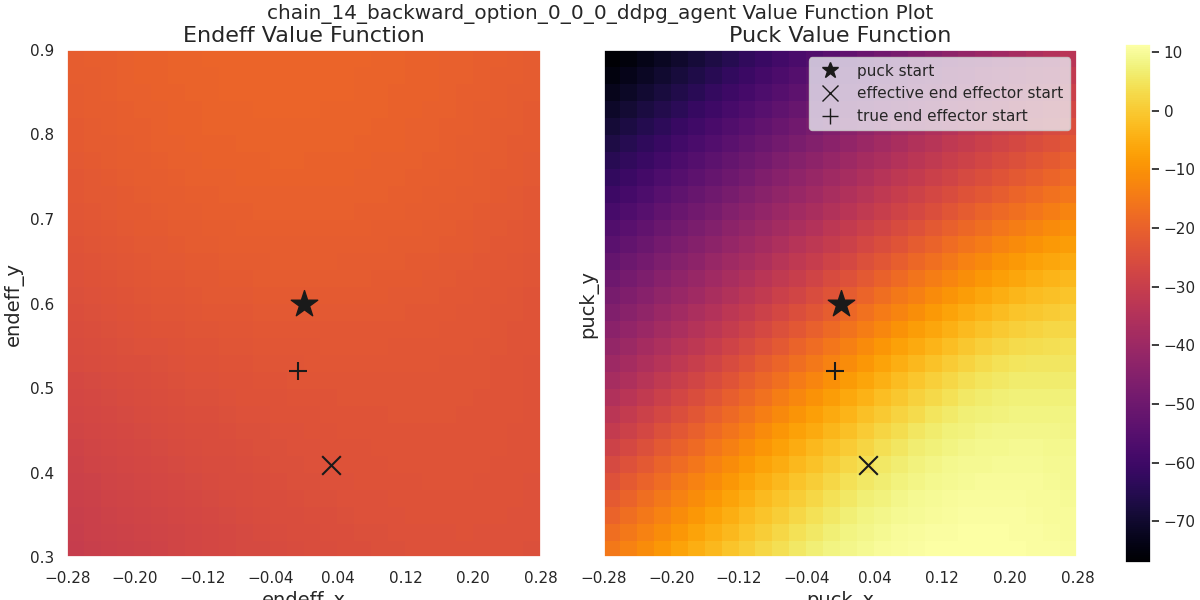 chain_14_backward_option_0_0_0_ddpg_agent Value Function Plot
Endeff Value Function
Puck Value Function
0.9
0.8
0.7
0.6
0.5
0.4
0.3
endeff_y
−0.28 −0.20 −0.12 −0.04 0.04 0.12 0.20 0.28
endeff_x
puck_y
puck start
effective end effector start
true end effector start
−0.28 −0.20 −0.12 −0.04 0.04 0.12 0.20 0.28
puck_x
10
0
−10
−20
−30
−40
−50
−60
−70